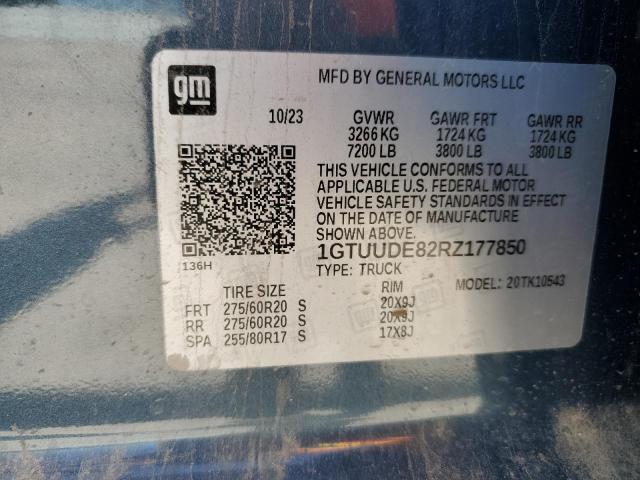 gm
MFD BY GENERAL MOTORS LLC
10/23 GVWR GAWR FRT GAWR RR
3266 KG 1724 KG 1724 KG
7200 LB 3800 LB 3800 LB
THIS VEHICLE CONFORMS TO ALL
APPLICABLE U.S. FEDERAL MOTOR
VEHICLE SAFETY STANDARDS IN EFFECT
ON THE DATE OF MANUFACTURE
SHOWN ABOVE.
1GTUUDE82RZ177850
136H
TYPE: TRUCK MODEL: 20TK10543
TIRE SIZE RIM
FRT 275/60R20 S 20X9J
RR 275/60R20 S 20X9J
SPA 255/80R17 S 17X8J